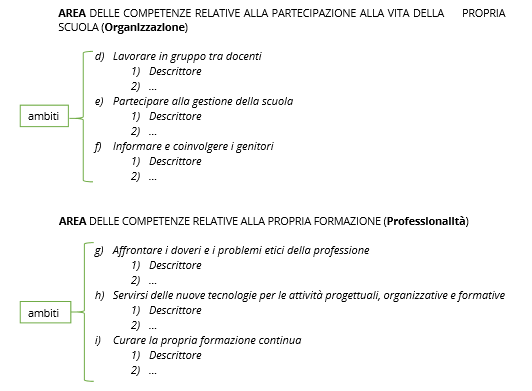 AREA DELLE COMPETENZE RELATIVE ALLA PARTECIPAZIONE ALLA VITA DELLA PROPRIA
SCUOLA (Organizzazione)
d) Lavorare in gruppo tra docenti
1) Descrittore
2) ...
e) Partecipare alla gestione della scuola
1) Descrittore
2) ...
ambiti
f) Informare e coinvolgere i genitori
1) Descrittore
2) ...
AREA DELLE COMPETENZE RELATIVE ALLA PROPRIA FORMAZIONE (Professionalità)
g) Affrontare i doveri e i problemi etici della professione
1) Descrittore
2) ...
h) Servirsi delle nuove tecnologie per le attività progettuali, organizzative e formative
1) Descrittore
2) ...
ambiti
i) Curare la propria formazione continua
1) Descrittore
2) ...